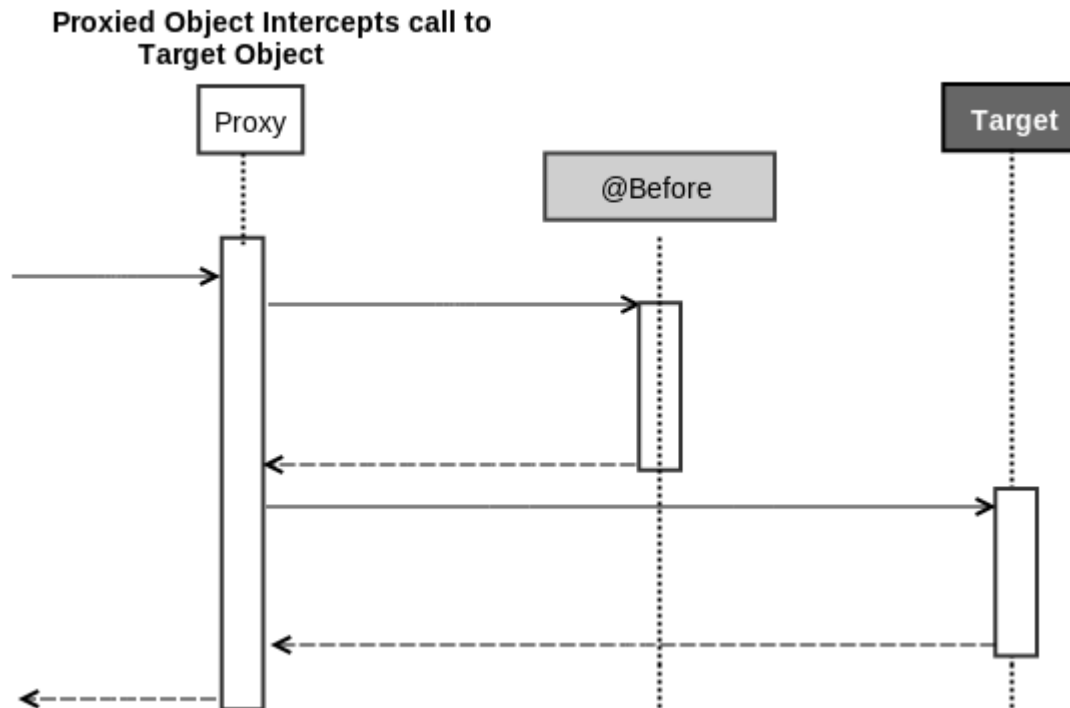 Proxied Object Intercepts call to
Target Object
Proxy
Target
@Before